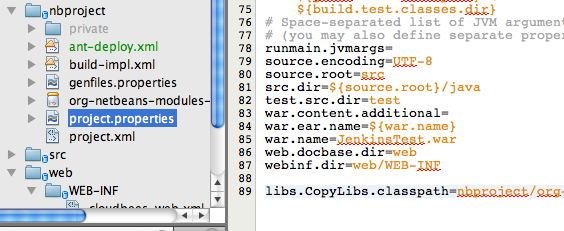 nbproject
private
ant-deploy.xml
build-impl.xml
genfiles.properties
org-netbeans-modules-
project.properties
project.xml
src
web
WEB-INF
cloudbees-web.xml
75 ${build.test.classes.dir}
76 # Space-separated list of JVM argument
77 # (you may also define separate prope
78 runmain.jvmargs=
79 source.encoding=UTF-8
80 source.root=src
81 src.dir=${source.root}/java
82 test.src.dir=test
83 war.content.additional=
84 war.ear.name=${war.name}
85 war.name=JenkinsTest.war
86 web.docbase.dir=web
87 webinf.dir=web/WEB-INF
88
89 libs.CopyLibs.classpath=nbproject/org-